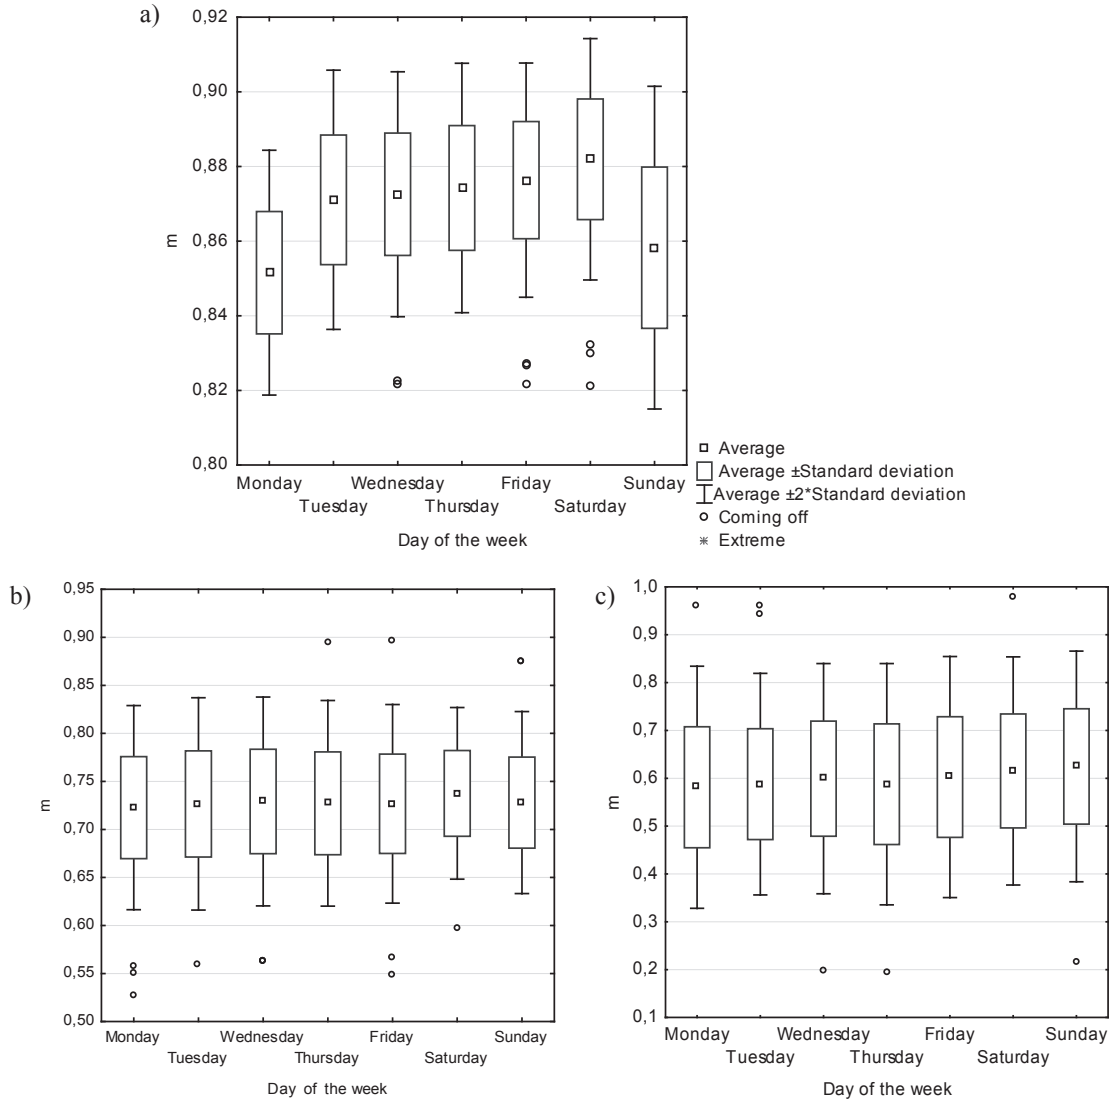 a)
0,92
0,90
0,88
0,86
0,84
0,82
0,80
m
Monday Wednesday Friday Sunday
Tuesday Thursday Saturday
Day of the week
Average
Average ±Standard deviation
Average ±2*Standard deviation
Coming off
Extreme
b)
0,95
0,90
0,85
0,80
0,75
0,70
0,65
0,60
0,55
0,50
m
Monday Wednesday Friday Sunday
Tuesday Thursday Saturday
Day of the week
c)
1,0
0,9
0,8
0,7
0,6
0,5
0,4
0,3
0,2
0,1
m
Monday Wednesday Friday Sunday
Tuesday Thursday Saturday
Day of the week